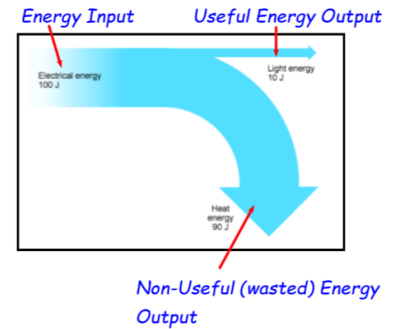 Energy Input
Useful Energy Output
Electrical energy
100 J
Light energy
10 J
Heat
energy
90 J
Non-Useful (wasted) Energy
Output